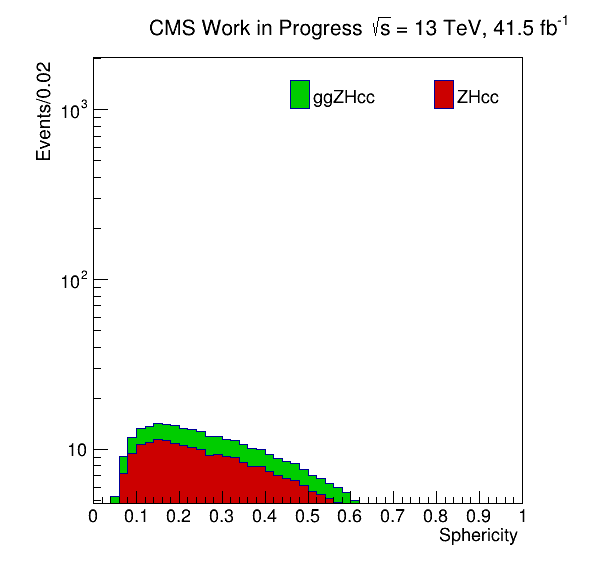 CMS Work in Progress √s = 13 TeV, 41.5 fb⁻¹
Events/0.02
ggZHcc
ZHcc
10³
10²
10
0 0.1 0.2 0.3 0.4 0.5 0.6 0.7 0.8 0.9 1
Sphericity